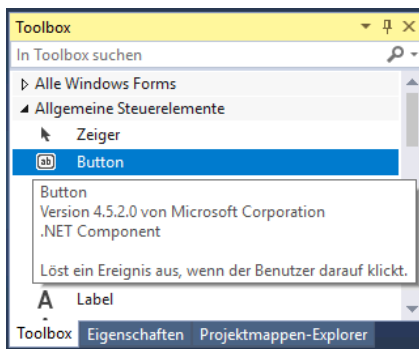 Toolbox
In Toolbox suchen
Alle Windows Forms
Allgemeine Steuerelemente
Zeiger
ab Button
Button
Version 4.5.2.0 von Microsoft Corporation
.NET Component
Löst ein Ereignis aus, wenn der Benutzer darauf klickt.
A Label
Toolbox Eigenschaften Projektmappen-Explorer